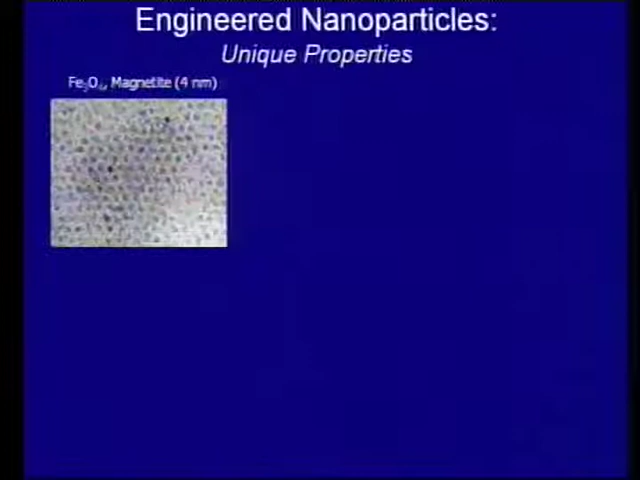 Engineered Nanoparticles:
Unique Properties
Fe₃O₄, Magnetite (4 nm)